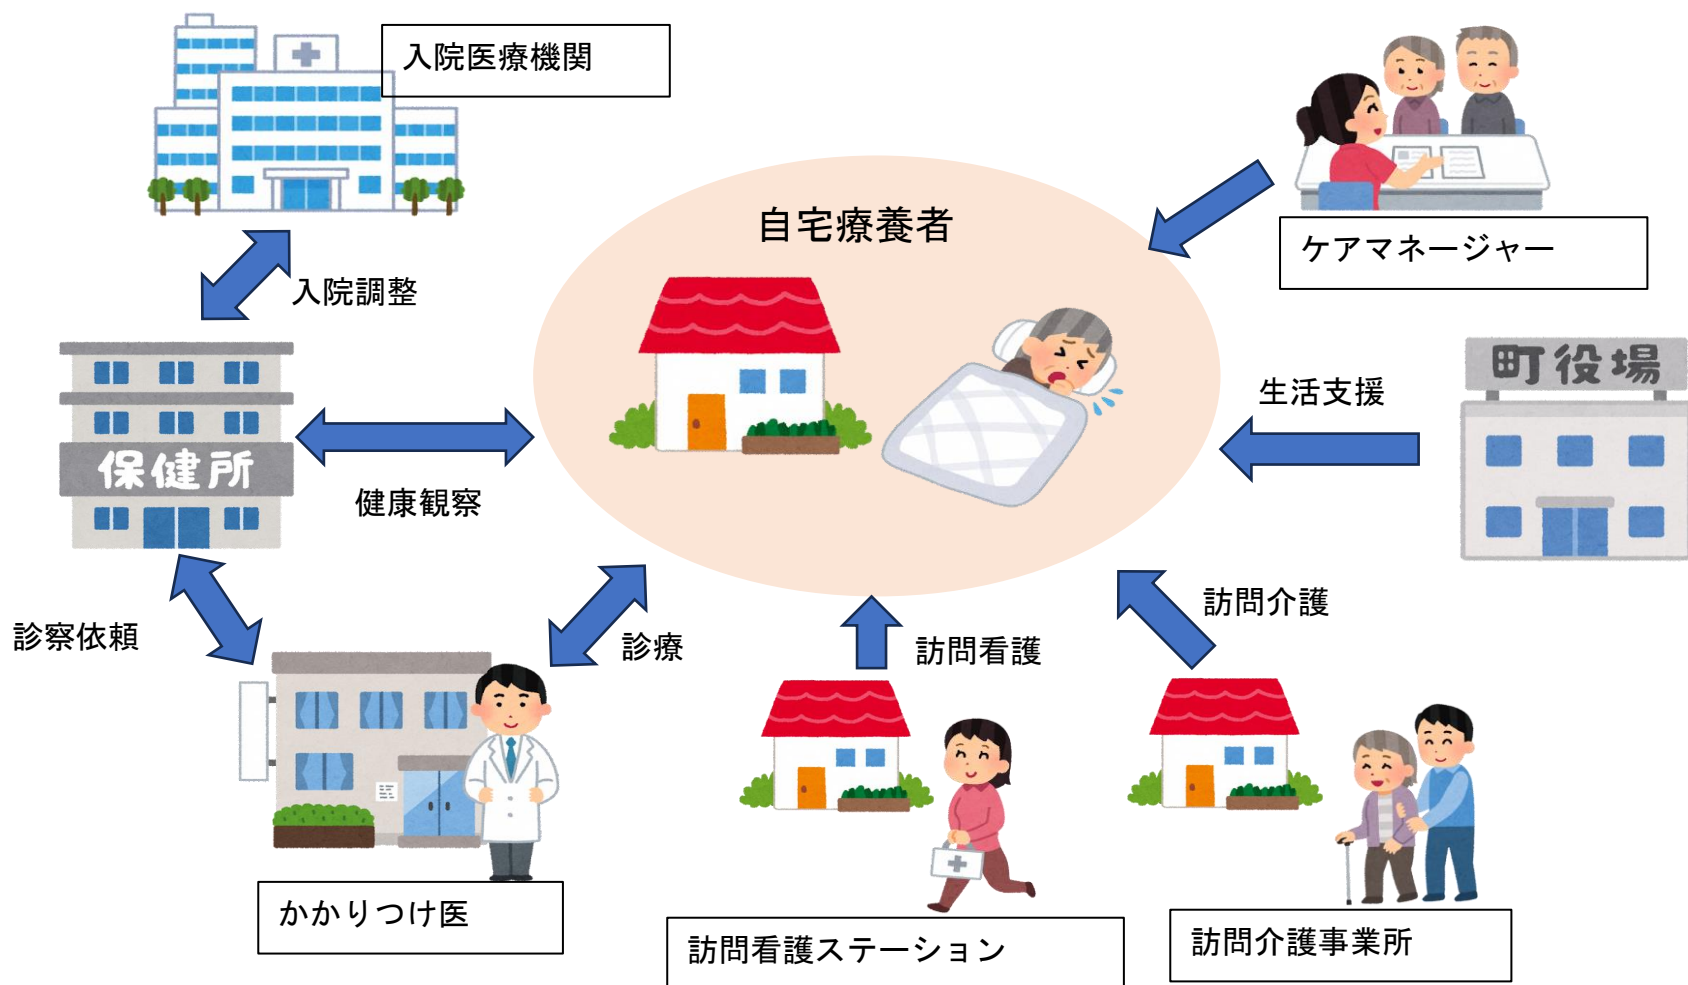 入院医療機関
自宅療養者
ケアマネージャー
入院調整
町役場
生活支援
保健所
健康観察
訪問介護
診察依頼
診療
訪問看護
かかりつけ医
訪問看護ステーション
訪問介護事業所